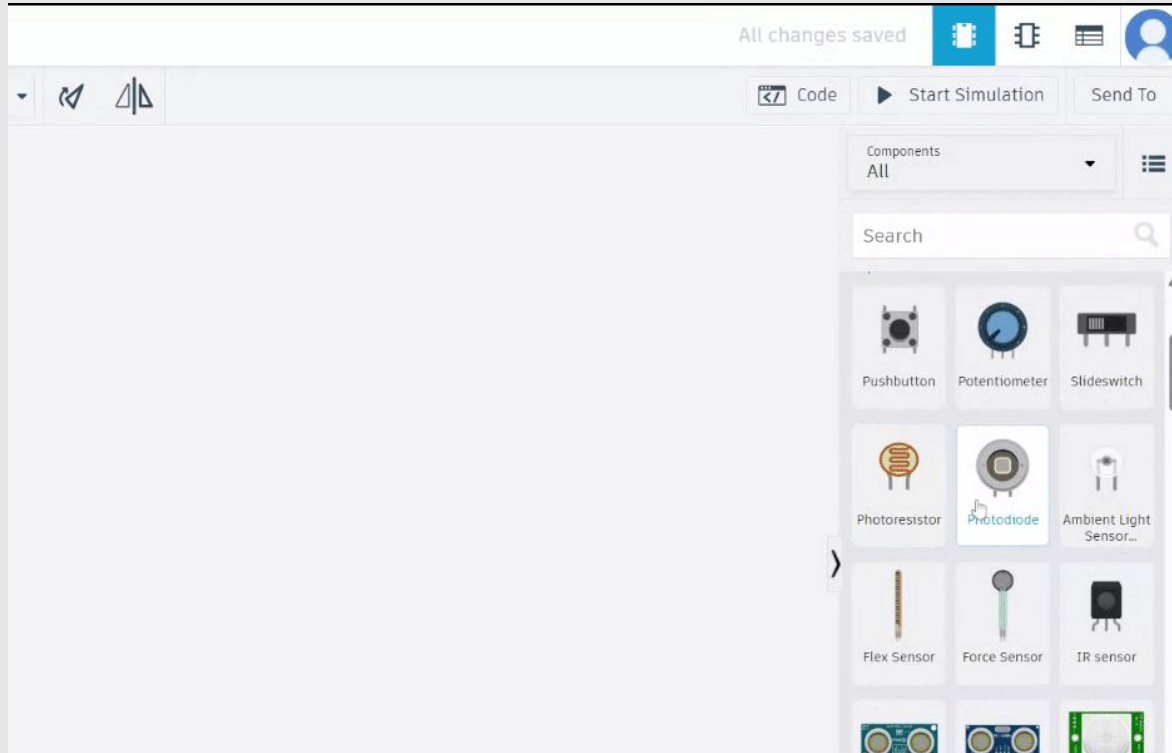 All changes saved
Code
Start Simulation
Send To
Components
All
Search
Pushbutton
Potentiometer
Slideswitch
Photoresistor
Photodiode
Ambient Light
Sensor...
Flex Sensor
Force Sensor
IR sensor